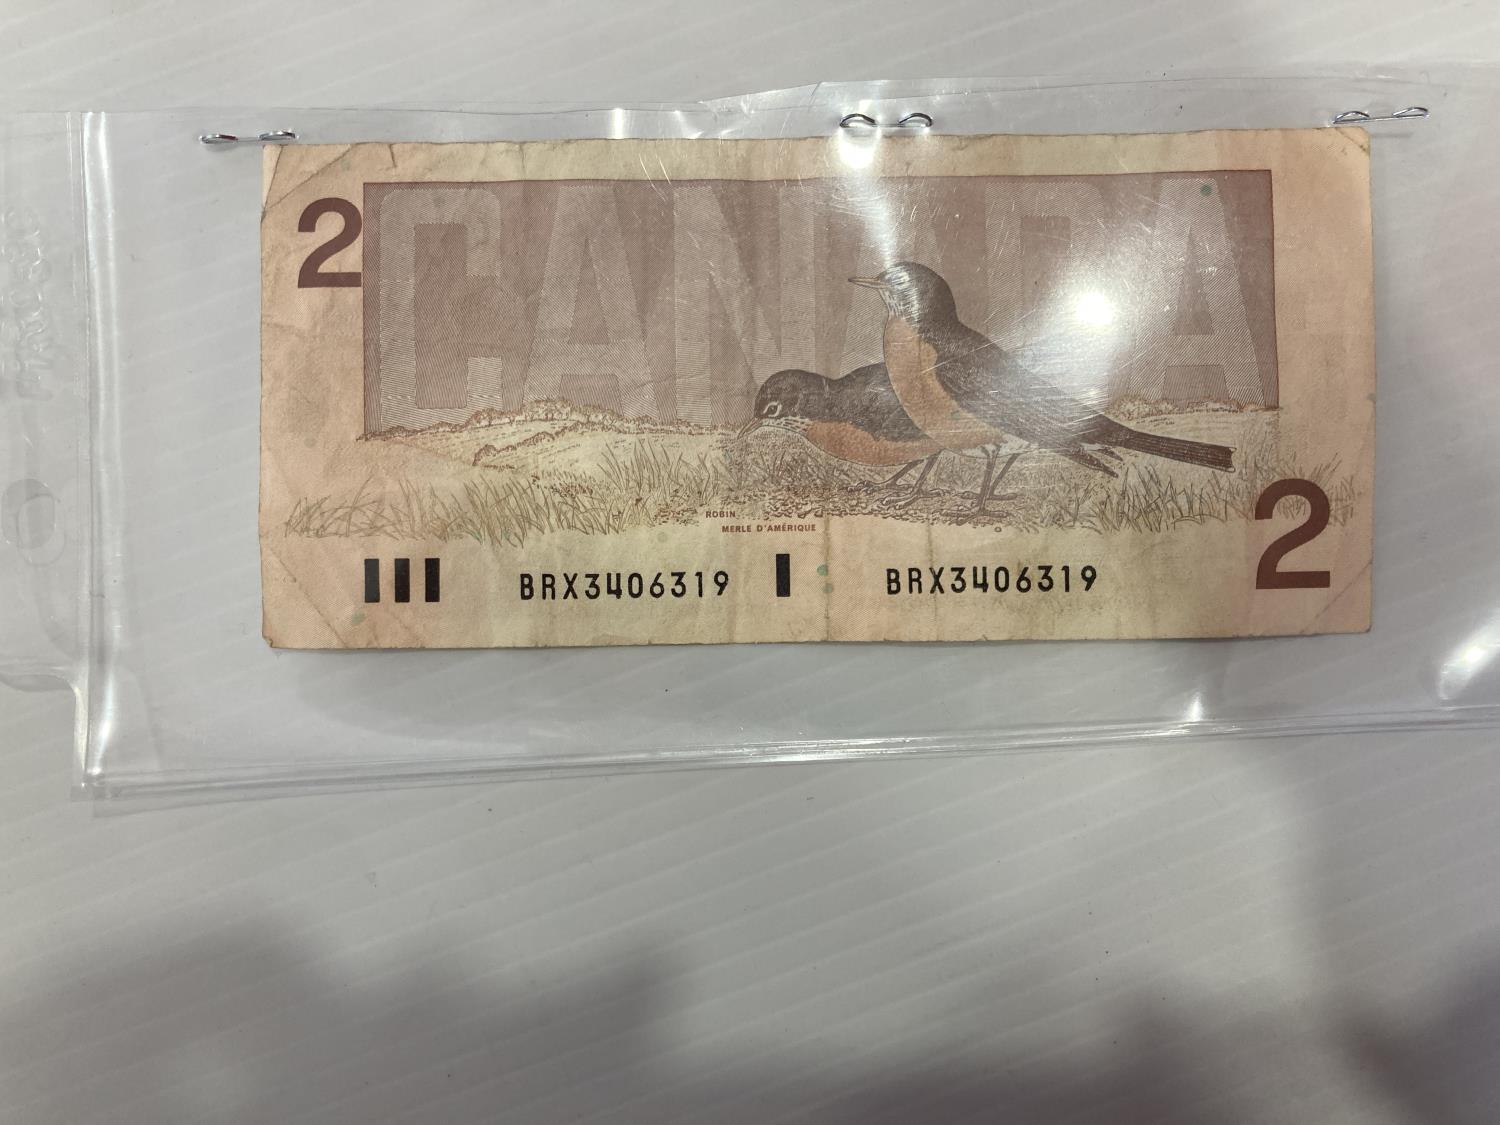 2
CANADA
ROBIN
MERLE D'AMÉRIQUE
2
BRX3406319 BRX3406319